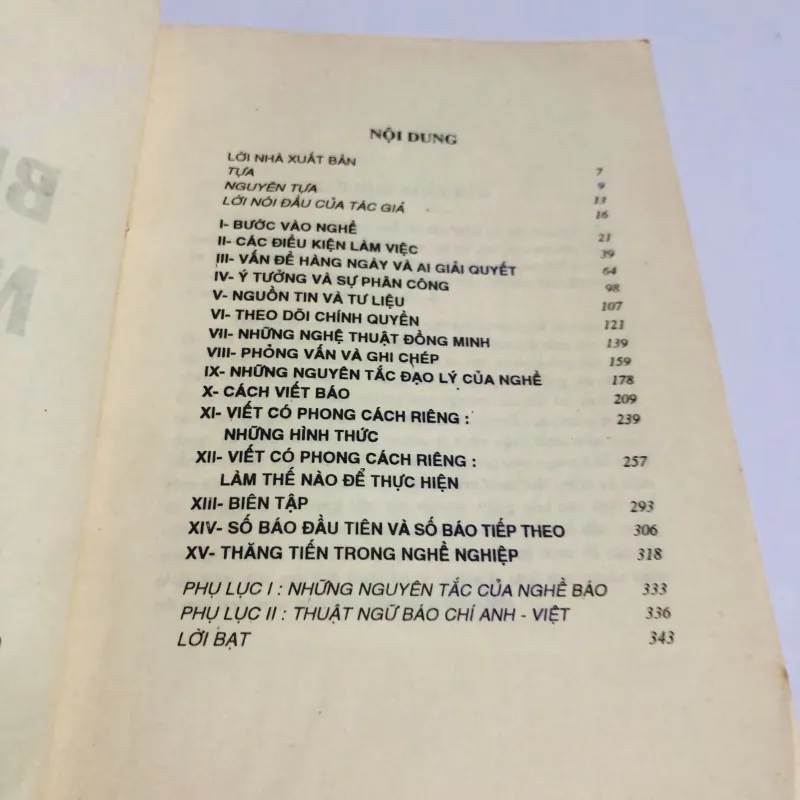 NỘI DUNG
LỜI NHÀ XUẤT BẢN 7
TỰA 9
NGUYÊN TỰA 13
LỜI NÓI ĐẦU CỦA TÁC GIẢ 16
I- BƯỚC VÀO NGHỀ 21
II- CÁC ĐIỀU KIỆN LÀM VIỆC 39
III- VẤN ĐỀ HÀNG NGÀY VÀ AI GIẢI QUYẾT 64
IV- Ý TƯỞNG VÀ SỰ PHÂN CÔNG 98
V- NGUỒN TIN VÀ TƯ LIỆU 107
VI- THEO DÕI CHÍNH QUYỀN 121
VII- NHỮNG NGHỆ THUẬT ĐỒNG MINH 139
VIII- PHỎNG VẤN VÀ GHI CHÉP 159
IX- NHỮNG NGUYÊN TẮC ĐẠO LÝ CỦA NGHỀ 178
X- CÁCH VIẾT BÁO 209
XI- VIẾT CÓ PHONG CÁCH RIÊNG : 239
NHỮNG HÌNH THỨC
XII- VIẾT CÓ PHONG CÁCH RIÊNG : 257
LÀM THẾ NÀO ĐỂ THỰC HIỆN
XIII- BIÊN TẬP 293
XIV- SỐ BÁO ĐẦU TIÊN VÀ SỐ BÁO TIẾP THEO 306
XV- THĂNG TIẾN TRONG NGHỀ NGHIỆP 318
PHỤ LỤC I : NHỮNG NGUYÊN TẮC CỦA NGHỀ BÁO 333
PHỤ LỤC II : THUẬT NGỮ BÁO CHÍ ANH - VIỆT 336
LỜI BẠT 343